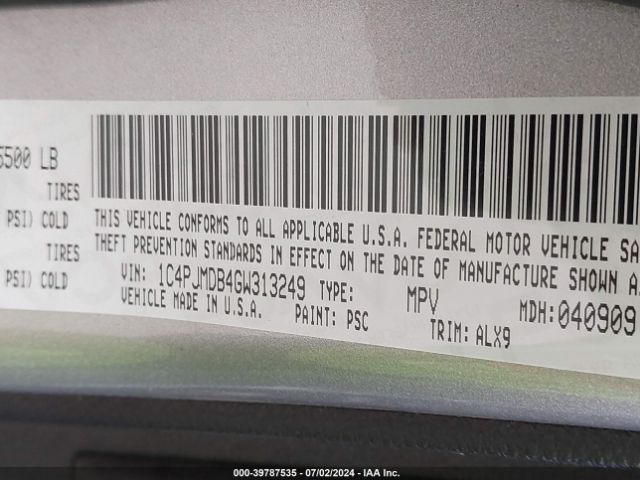 5500 LB
TIRES
PSI) COLD
TIRES
PSI) COLD
THIS VEHICLE CONFORMS TO ALL APPLICABLE U.S.A. FEDERAL MOTOR VEHICLE SA
THEFT PREVENTION STANDARDS IN EFFECT ON THE DATE OF MANUFACTURE SHOWN A
VIN: 1C4PJMDB4GW313249 TYPE: MPV MDH: 040909
VEHICLE MADE IN U.S.A. PAINT: PSC TRIM: ALX9
000-39787535 - 07/02/2024 - IAA Inc.